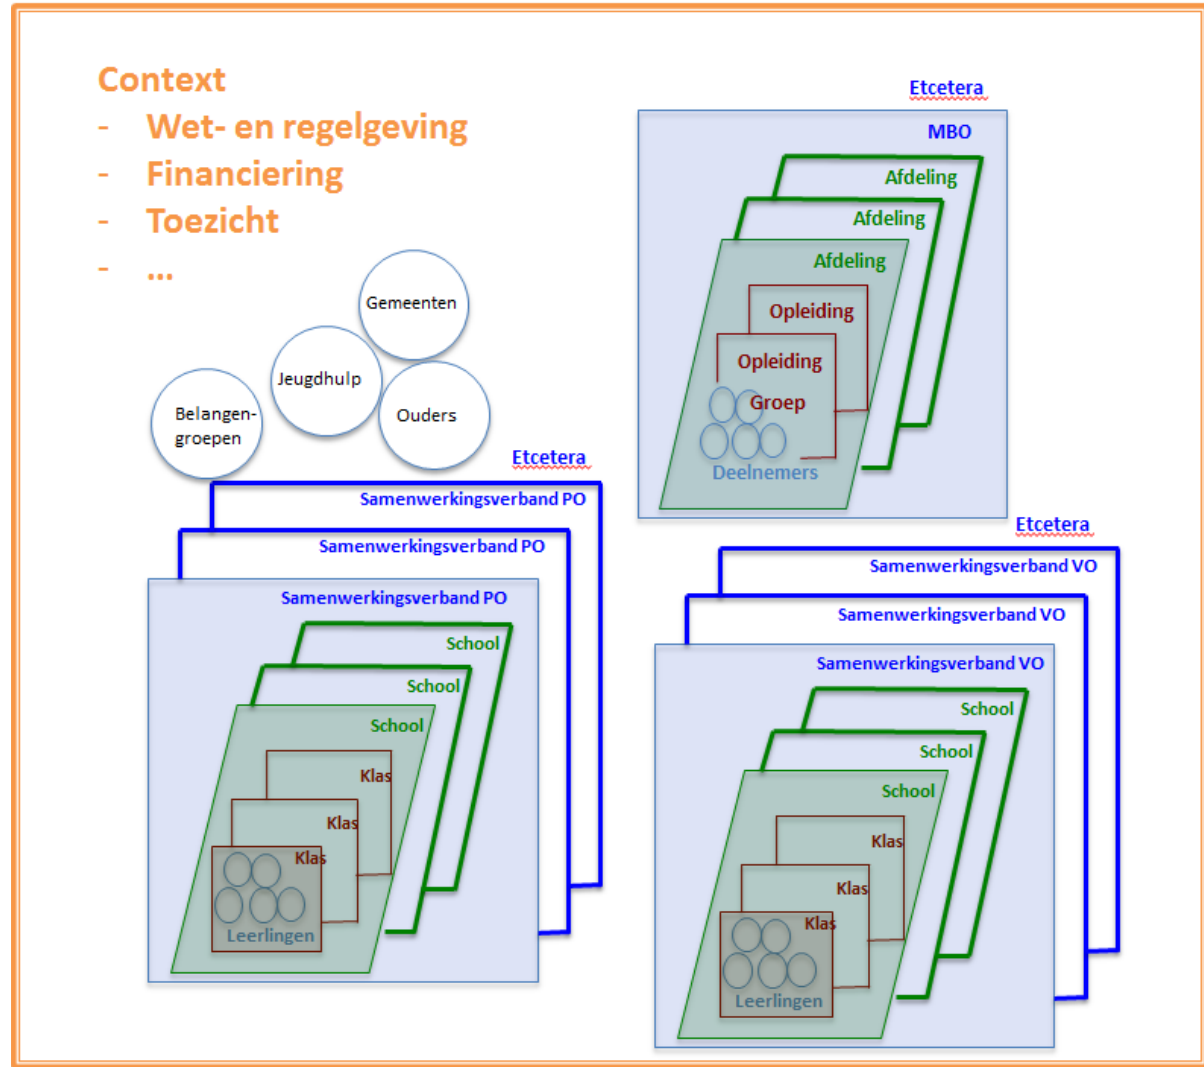 Context
- Wet- en regelgeving
- Financiering
- Toezicht
- ...
Gemeenten
Jeugdhulp
Belangen-
groepen
Ouders
Etcetera
MBO
Afdeling
Afdeling
Afdeling
Opleiding
Opleiding
Groep
Deelnemers
Etcetera
Samenwerkingsverband PO
Samenwerkingsverband PO
Samenwerkingsverband PO
School
School
School
Klas
Klas
Klas
Leerlingen
Etcetera
Samenwerkingsverband VO
Samenwerkingsverband VO
Samenwerkingsverband VO
School
School
School
Klas
Klas
Klas
Leerlingen